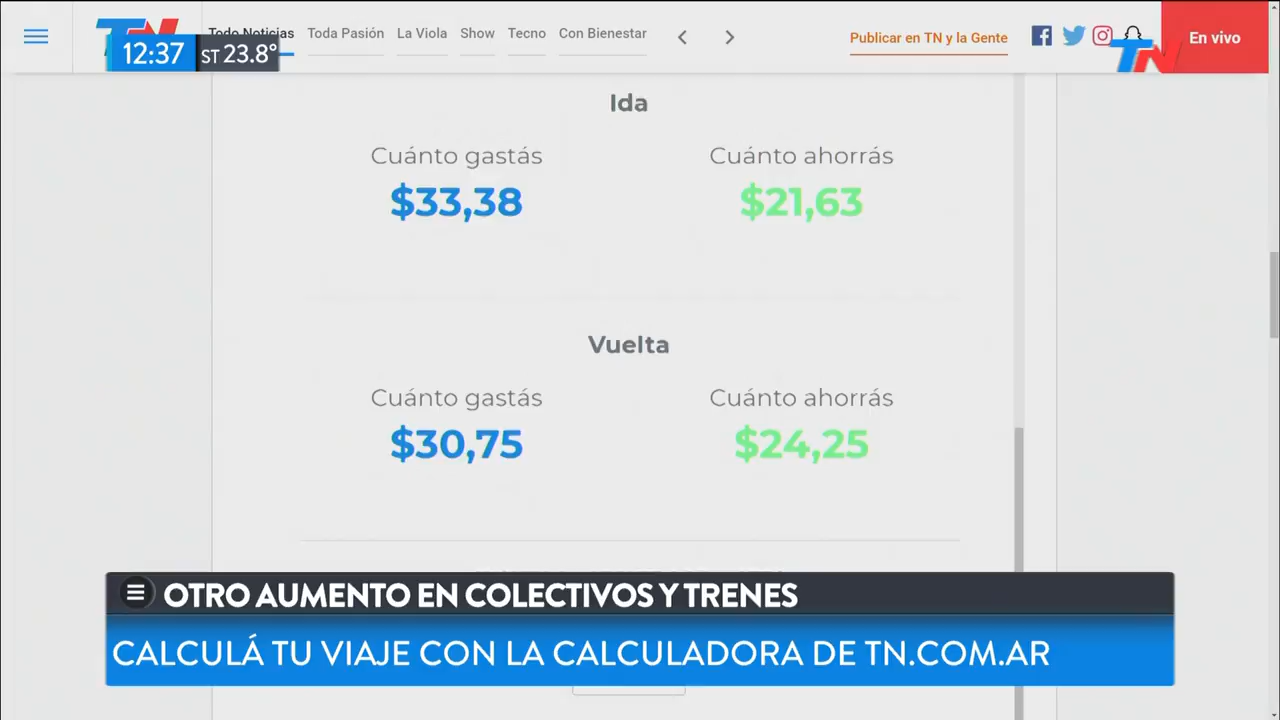 TN
Todo Noticias
Toda Pasión
La Viola
Show
Tecno
Con Bienestar
Publicar en TN y la Gente
TN
En vivo
12:37
ST 23.8°
Ida
Cuánto gastás
Cuánto ahorrás
$33,38
$21,63
Vuelta
Cuánto gastás
Cuánto ahorrás
$30,75
$24,25
OTRO AUMENTO EN COLECTIVOS Y TRENES
CALCULÁ TU VIAJE CON LA CALCULADORA DE TN.COM.AR